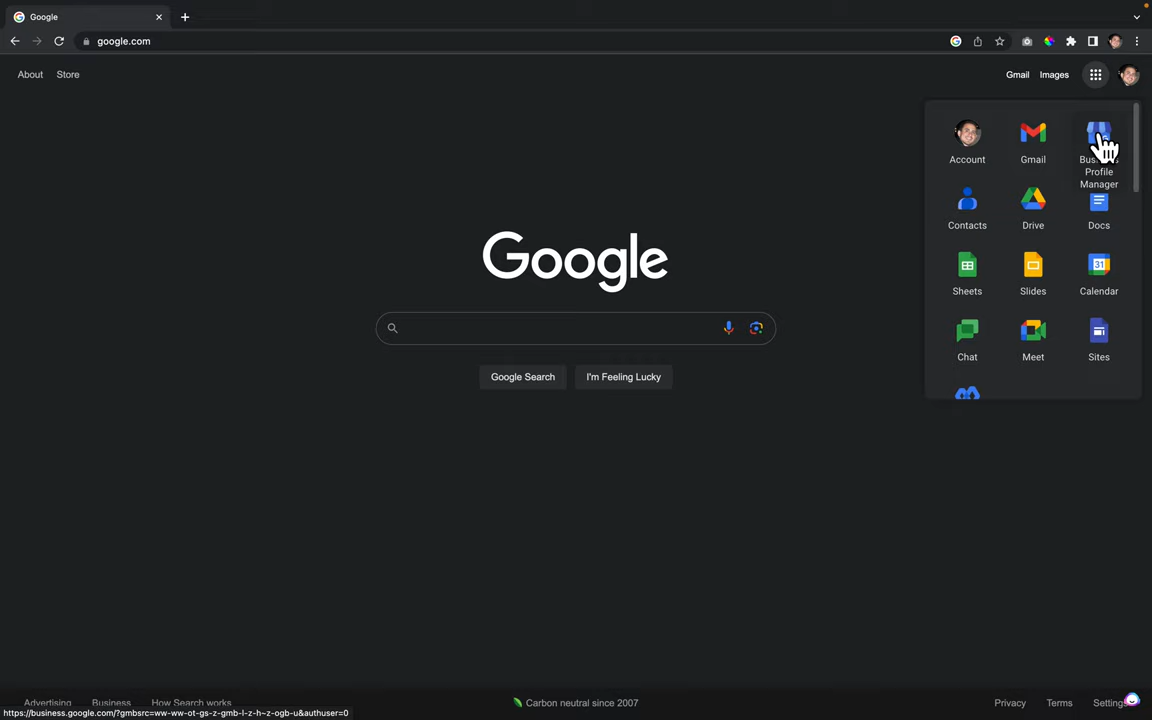 Google
google.com
About
Store
Gmail
Images
Account
Gmail
Profile
Manager
Contacts
Drive
Docs
Sheets
Slides
31
Calendar
Chat
Meet
Sites
Google
Google Search
I'm Feeling Lucky
Advertising
Business
How Search works
Carbon neutral since 2007
Privacy
Terms
https://business.google.com/?gmbsrc=ww-ww-ot-gs-z-gmb-l-z-h~z-ogb-u&authuser=0